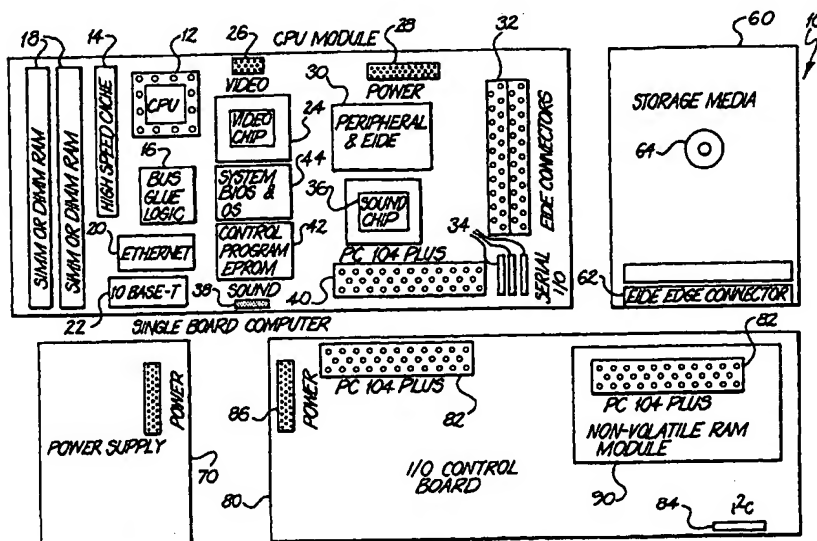 CPU MODULE
18
14
12
26
28
32
60
10
VIDEO
POWER
30
SIMM OR DIMM RAM
SIMM OR DIMM RAM
HIGH SPEED CACHE
CPU
VIDEO CHIP
24
PERIPHERAL & EIDE
EIDE CONNECTORS
STORAGE MEDIA
64
16
BUS GLUE LOGIC
44
SYSTEM BIOS & OS
36
SOUND CHIP
20
ETHERNET
CONTROL PROGRAM EPROM
42
34
PC 104 PLUS
SERIAL I/O
62
10 BASE-T
22
SOUND
38
40
EIDE EDGE CONNECTOR
SINGLE BOARD COMPUTER
82
POWER
86
POWER
PC 104 PLUS
82
PC 104 PLUS
POWER SUPPLY
70
80
I/O CONTROL BOARD
NON-VOLATILE RAM MODULE
90
84
I²C